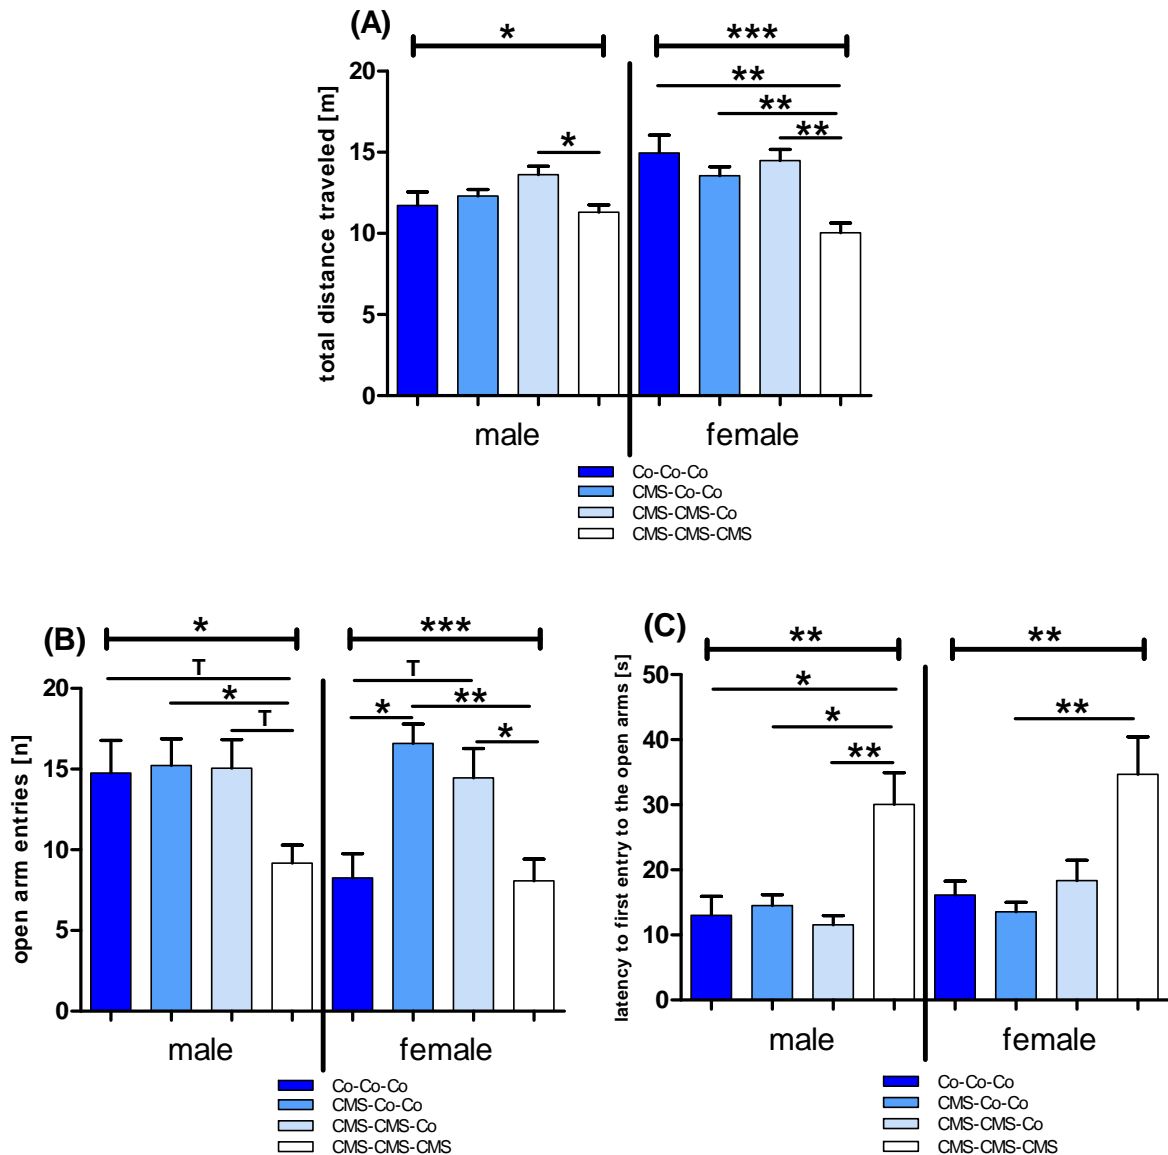 (A)
* ***
** ** ** *
total distance traveled [m]
20
15
10
5
0
male female
Co-Co-Co
CMS-Co-Co
CMS-CMS-Co
CMS-CMS-CMS
(B)
* ***
T * T T * ** *
open arm entries [n]
20
15
10
5
0
male female
Co-Co-Co
CMS-Co-Co
CMS-CMS-Co
CMS-CMS-CMS
(C)
** **
* * ** **
latency to first entry to the open arms [s]
50
40
30
20
10
0
male female
Co-Co-Co
CMS-Co-Co
CMS-CMS-Co
CMS-CMS-CMS